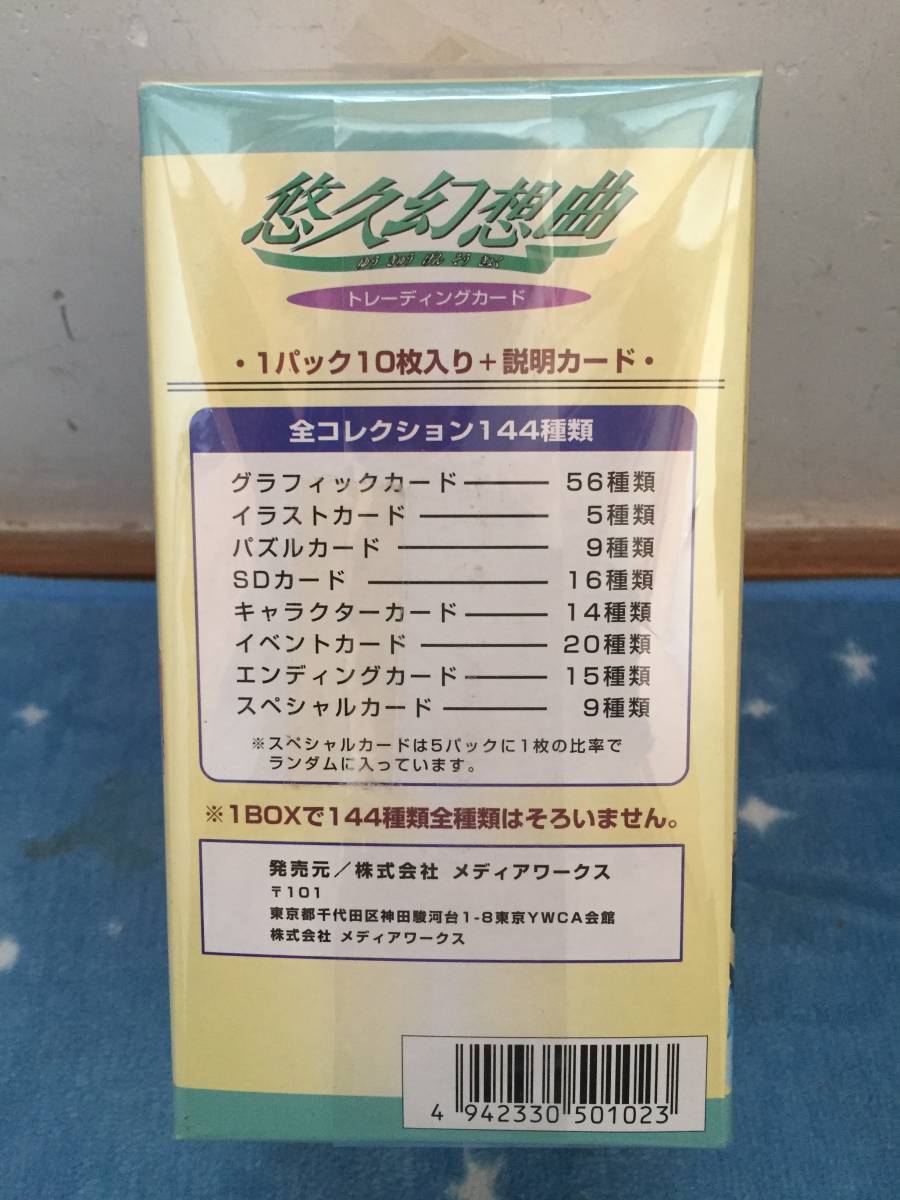 悠久幻想曲
ゆうきゅうげんそうきょく
トレーディングカード
・1パック10枚入り+説明カード・
全コレクション144種類
グラフィックカード 56種類
イラストカード 5種類
パズルカード 9種類
SDカード 16種類
キャラクターカード 14種類
イベントカード 20種類
エンディングカード 15種類
スペシャルカード 9種類
※スペシャルカードは5パックに1枚の比率で
ランダムに入っています。
※1BOXで144種類全種類はそろいません。
発売元/株式会社 メディアワークス
〒101
東京都千代田区神田駿河台1-8東京YWCA会館
株式会社 メディアワークス
4 942330 501023